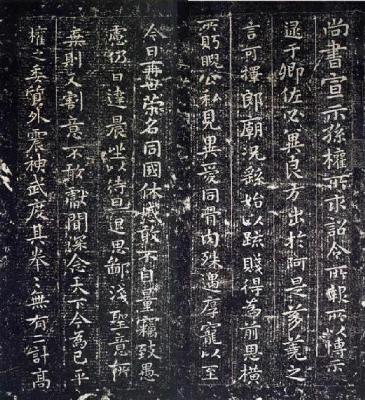 尚書宣示孫權所求詔令所報所以博示
逮于卿佐必冀良方出於阿是芻蕘之
言可擇郎廟況繇始以疏賤得為前恩橫
所眄睨公私見異愛同骨肉殊遇厚寵以至
今日再世榮名同國休慼敢不自量竊致愚
慮仍日達晨坐以待旦退思鄙淺聖意所
棄則又割意不敢獻聞深念天下今為已平
權之委質外震神武度其拳〻無有二計高